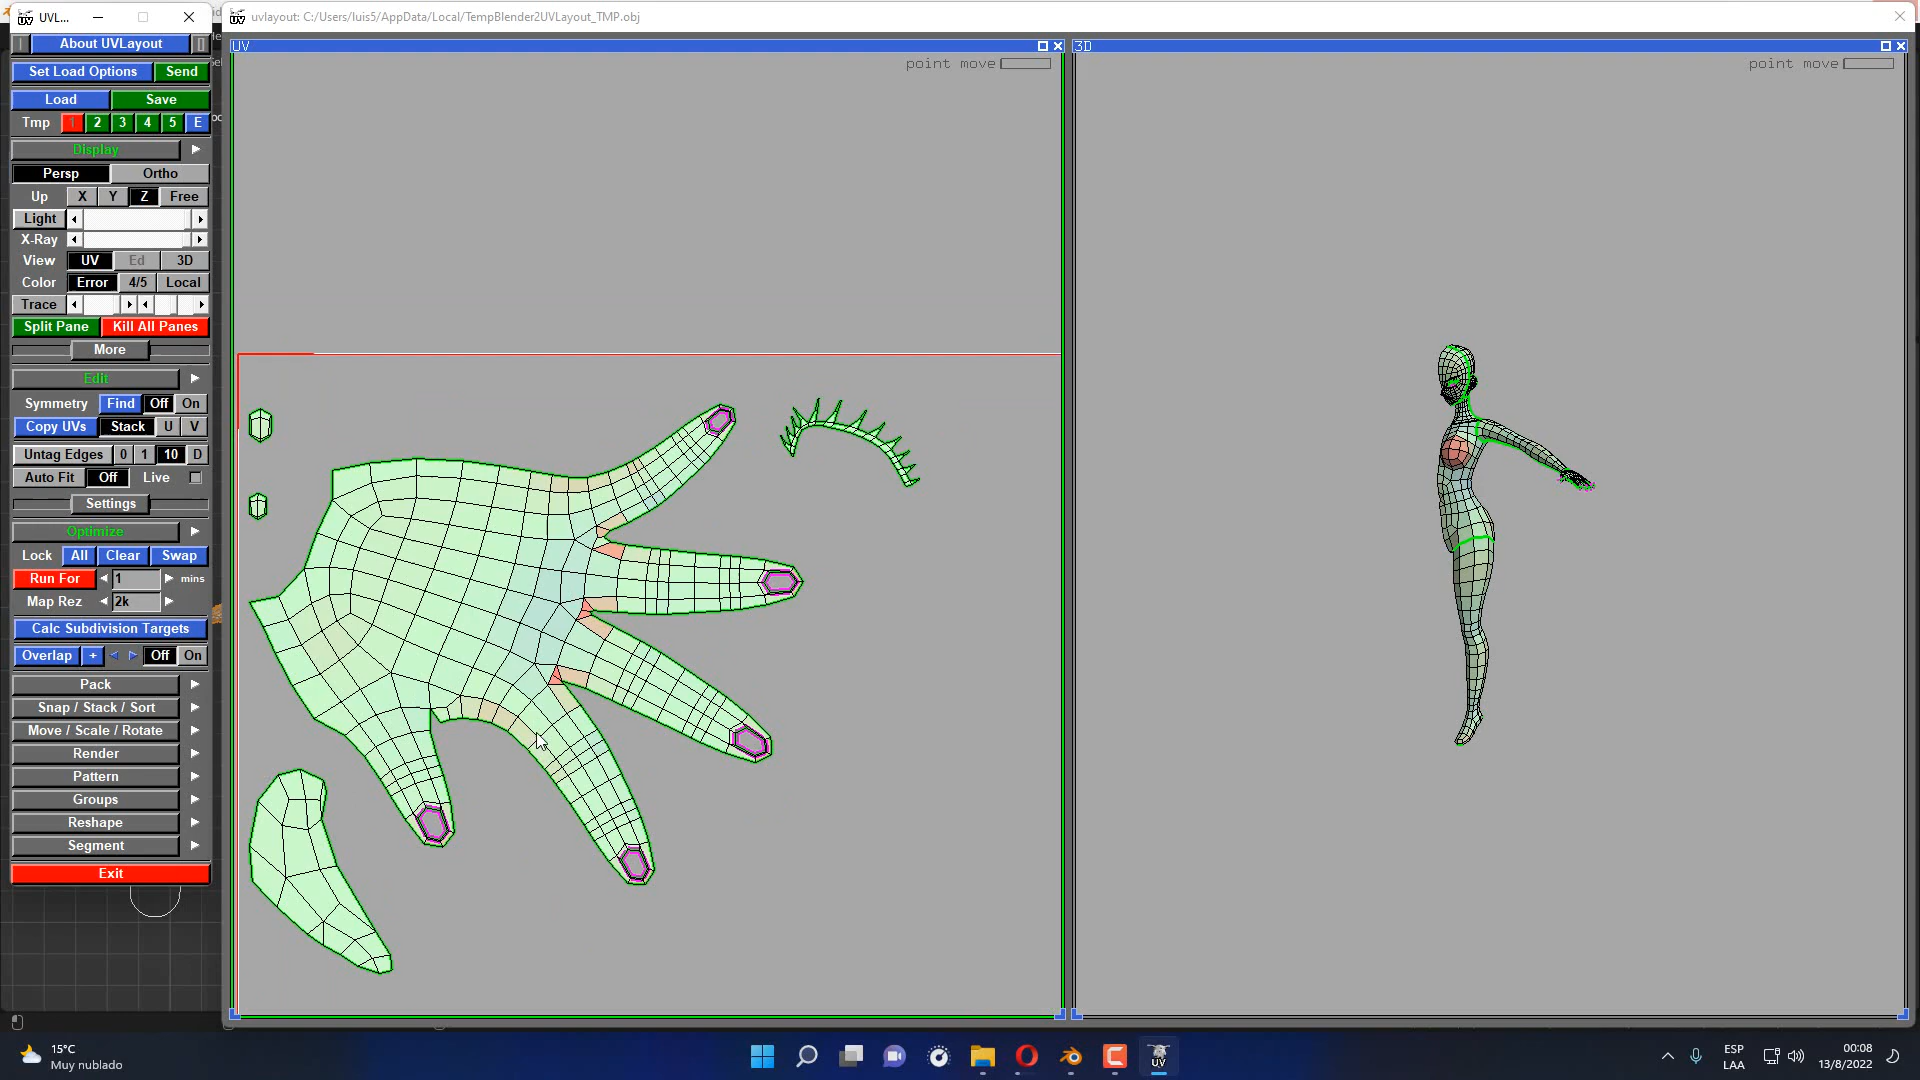 UVL...
uvlayout: C:/Users/luis5/AppData/Local/TempBlender2UVLayout_TMP.obj
About UVLayout
UV
3D
point move
point move
Set Load Options
Send
Load
Save
Tmp 1 2 3 4 5 E
Display
Persp
Ortho
Up X Y Z Free
Light
X-Ray
View UV Ed 3D
Color Error 4/5 Local
Trace
Split Pane
Kill All Panes
More
Edit
Symmetry Find Off On
Copy UVs Stack U V
Untag Edges 0 1 10 D
Auto Fit Off Live
Settings
Optimize
Lock All Clear Swap
Run For 1 mins
Map Rez 2k
Calc Subdivision Targets
Overlap + Off On
Pack
Snap / Stack / Sort
Move / Scale / Rotate
Render
Pattern
Groups
Reshape
Segment
Exit
15°C
Muy nublado
UV
ESP
LAA
00:08
13/8/2022